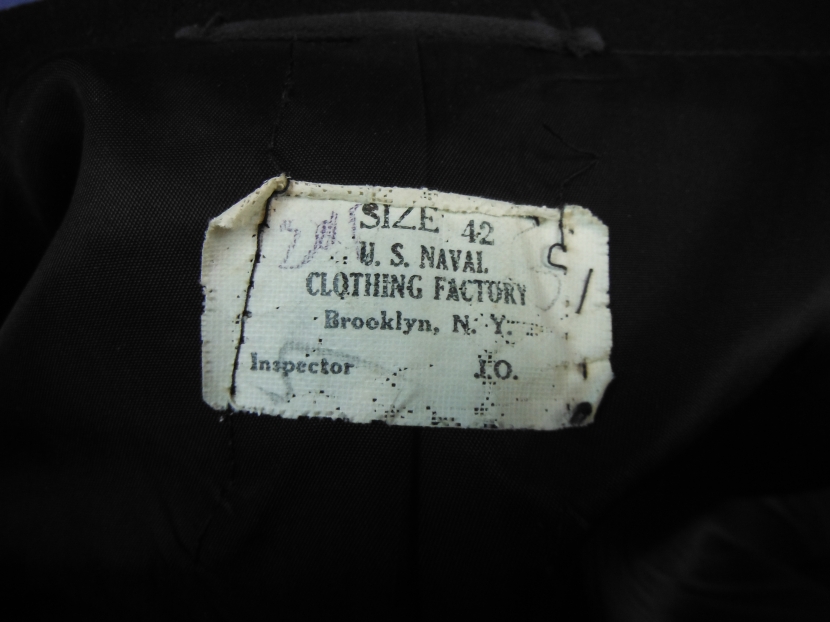 SIZE 42
U. S. NAVAL
CLOTHING FACTORY
Brooklyn, N. Y.
Inspector J.O.